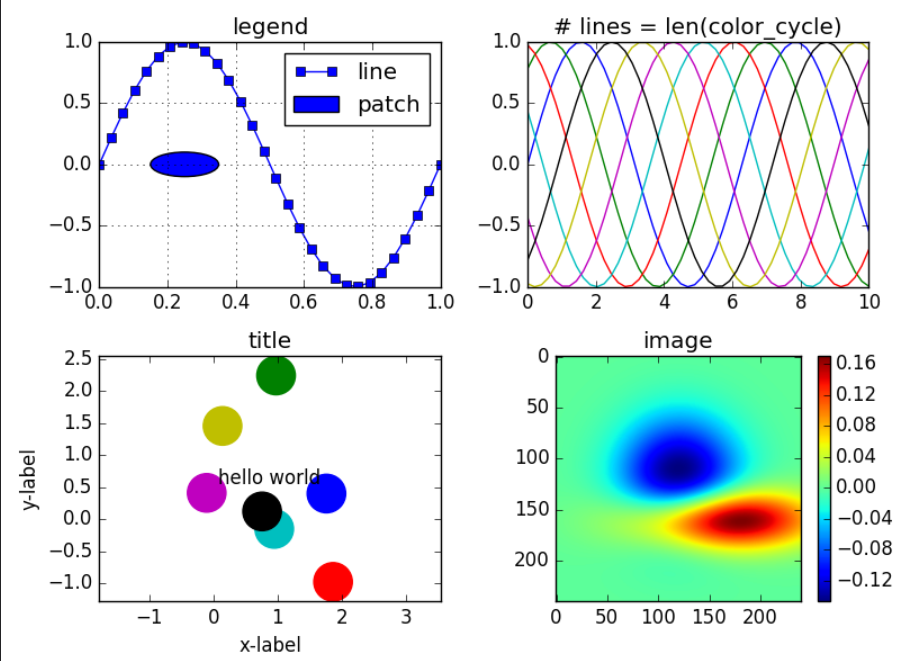 legend
1.0
0.5
0.0
−0.5
−1.0
0.0 0.2 0.4 0.6 0.8 1.0
line
patch
# lines = len(color_cycle)
1.0
0.5
0.0
−0.5
−1.0
0 2 4 6 8 10
title
2.5
2.0
1.5
1.0
0.5
0.0
−0.5
−1.0
−1 0 1 2 3
y-label
x-label
hello world
image
0
50
100
150
200
0 50 100 150 200
0.16
0.12
0.08
0.04
0.00
−0.04
−0.08
−0.12